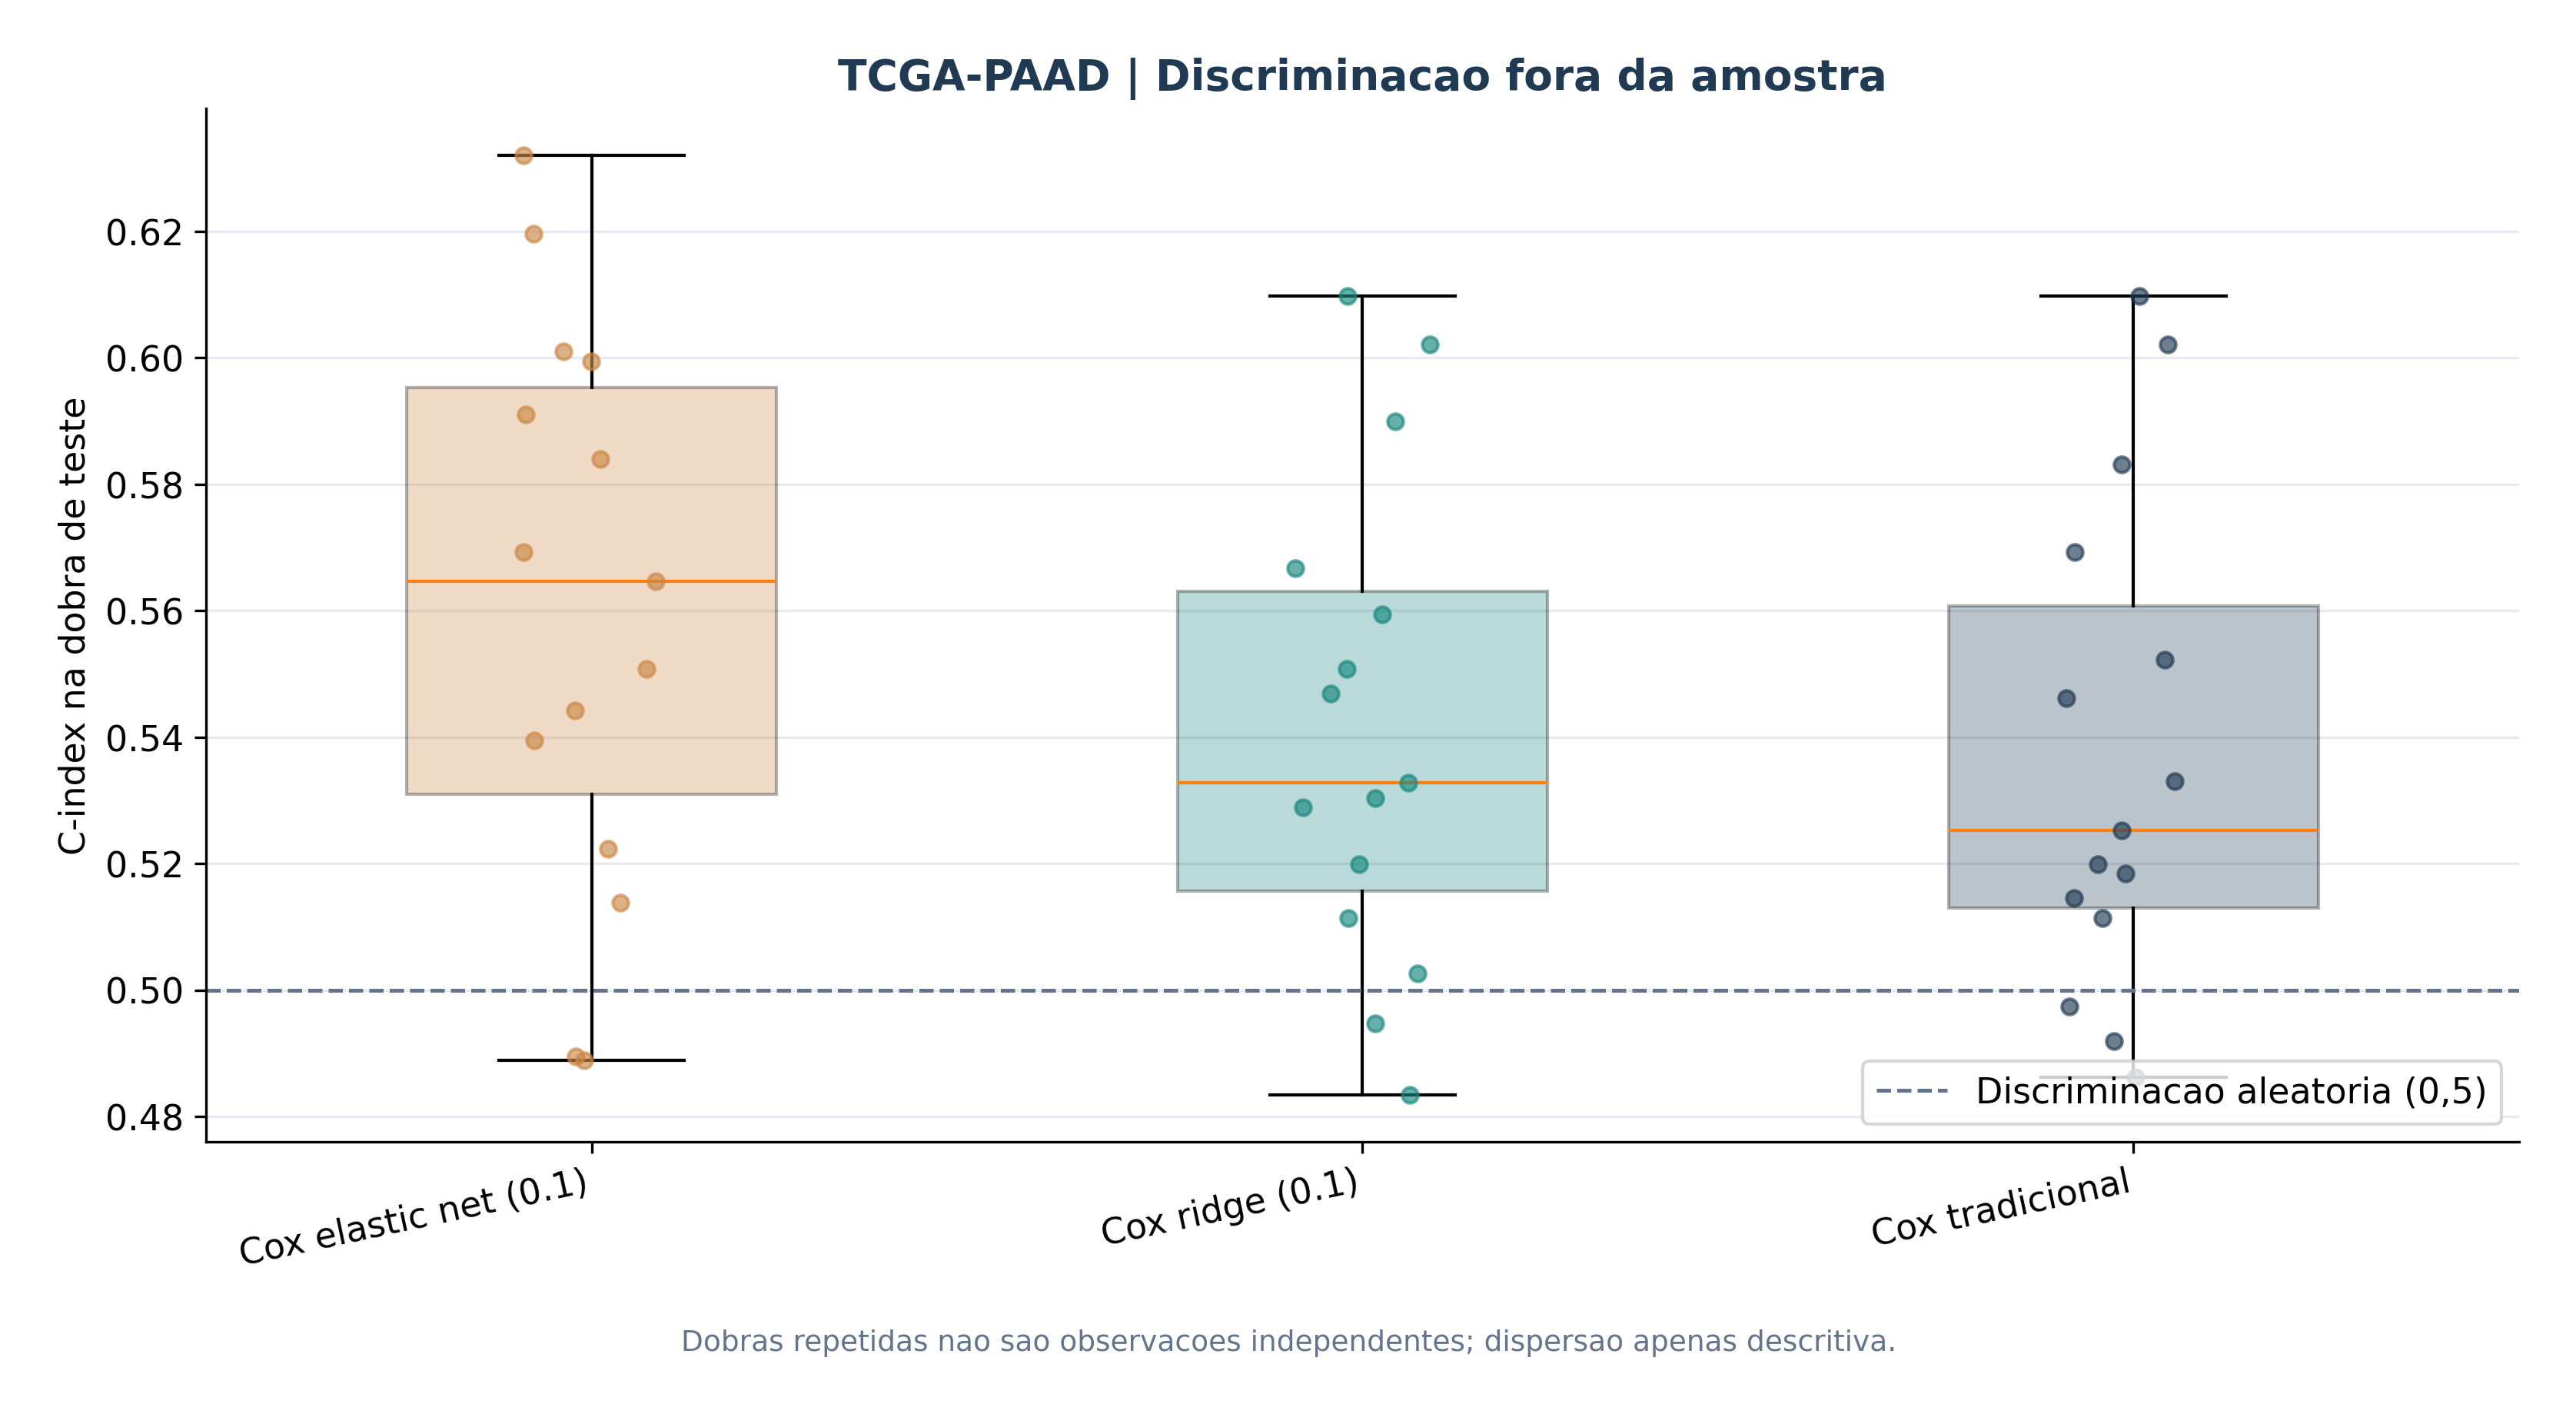 TCGA-PAAD | Discriminacao fora da amostra
C-index na dobra de teste
0.62
0.60
0.58
0.56
0.54
0.52
0.50
0.48
Discriminacao aleatoria (0,5)
Cox elastic net (0.1)
Cox ridge (0.1)
Cox tradicional
Dobras repetidas nao sao observacoes independentes; dispersao apenas descritiva.